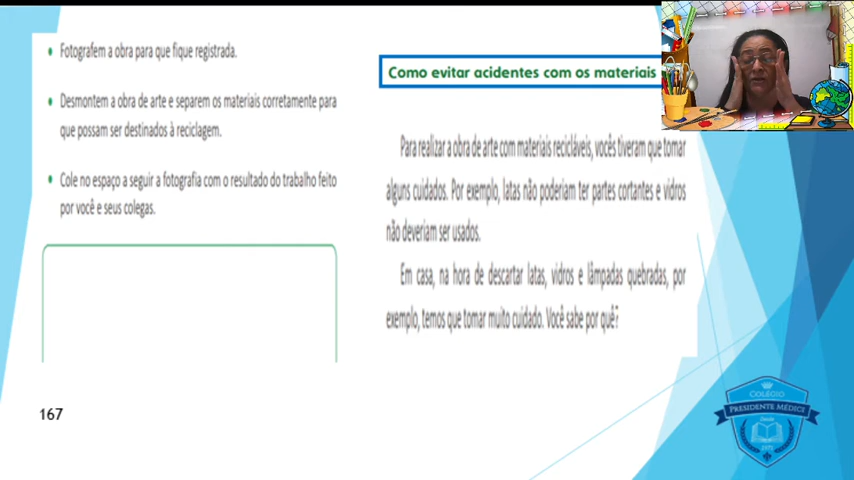 • Fotografem a obra para que fique registrada.
• Desmontem a obra de arte e separem os materiais corretamente para
que possam ser destinados à reciclagem.
• Cole no espaço a seguir a fotografia com o resultado do trabalho feito
por você e seus colegas.
167
Como evitar acidentes com os materiais
Para realizar a obra de arte com materiais recicláveis, vocês tiveram que tomar
alguns cuidados. Por exemplo, latas não poderiam ter partes cortantes e vidros
não deveriam ser usados.
Em casa, na hora de descartar latas, vidros e lâmpadas quebradas, por
exemplo, temos que tomar muito cuidado. Você sabe por quê?
COLÉGIO
PRESIDENTE MÉDICI